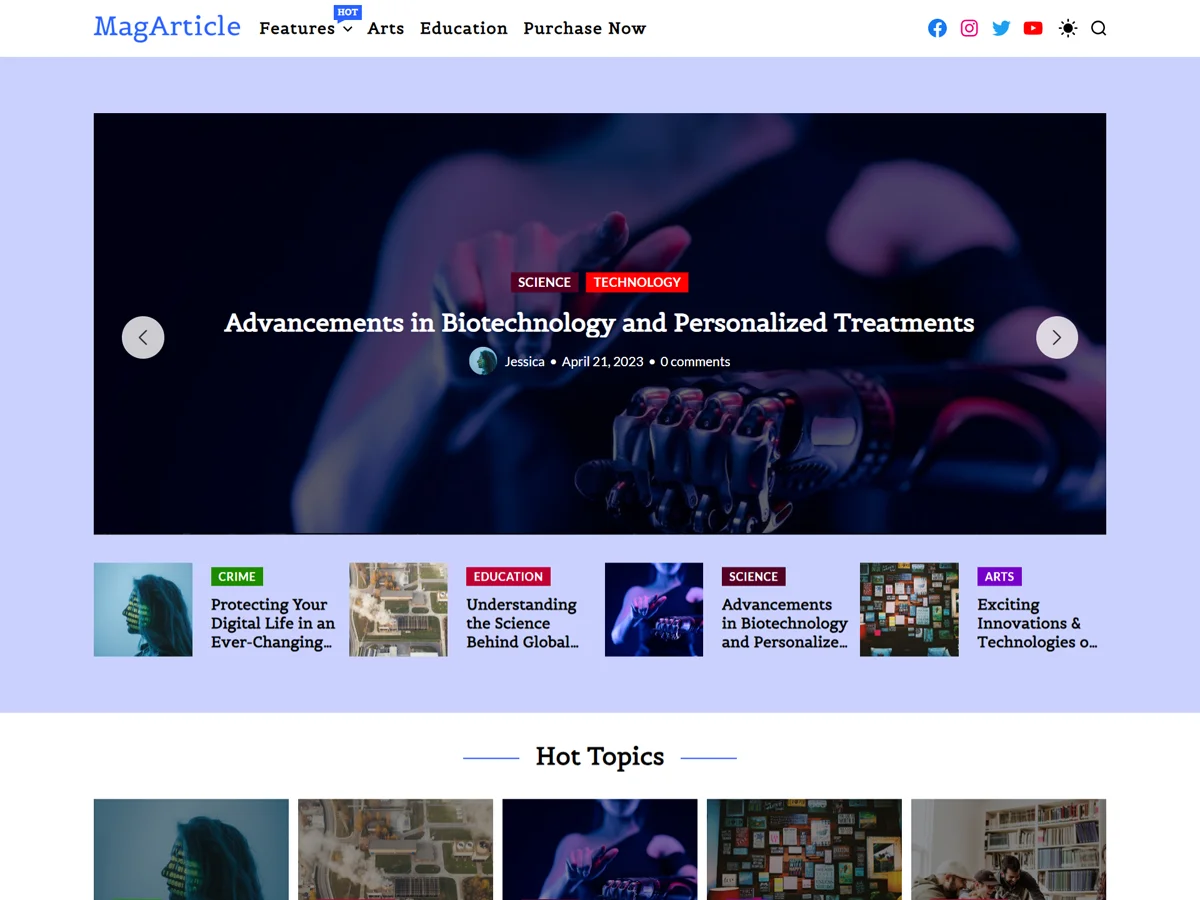 MagArticle
HOT
Features
Arts
Education
Purchase Now
SCIENCE
TECHNOLOGY
Advancements in Biotechnology and Personalized Treatments
Jessica • April 21, 2023 • 0 comments
CRIME
Protecting Your
Digital Life in an
Ever-Changing...
EDUCATION
Understanding
the Science
Behind Global...
SCIENCE
Advancements
in Biotechnology
and Personalize...
ARTS
Exciting
Innovations &
Technologies o...
Hot Topics